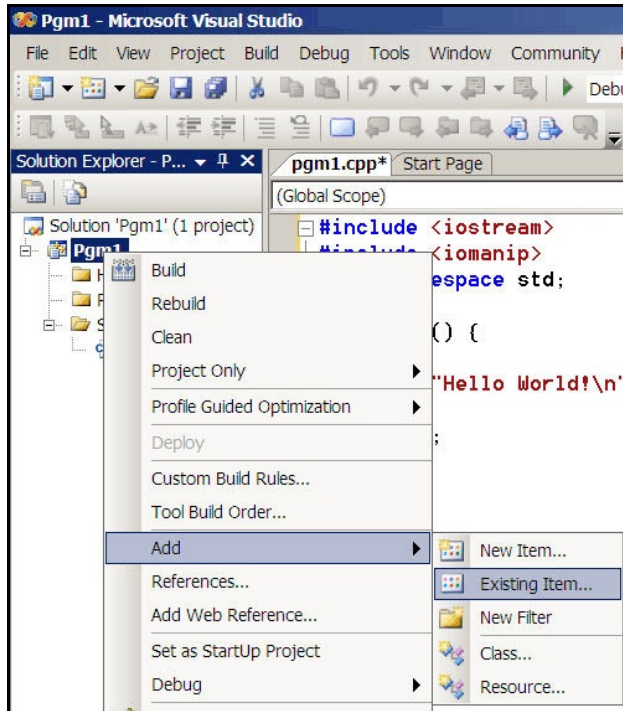 Pgm1 - Microsoft Visual Studio
File Edit View Project Build Debug Tools Window Community
Solution Explorer - P...
pgm1.cpp* Start Page
(Global Scope)
Solution 'Pgm1' (1 project)
Pgm1
#include <iostream>
#include <iomanip>
espace std;
() {
"Hello World!\n"
;
Build
Rebuild
Clean
Project Only
Profile Guided Optimization
Deploy
Custom Build Rules...
Tool Build Order...
Add
References...
Add Web Reference...
Set as StartUp Project
Debug
New Item...
Existing Item...
New Filter
Class...
Resource...